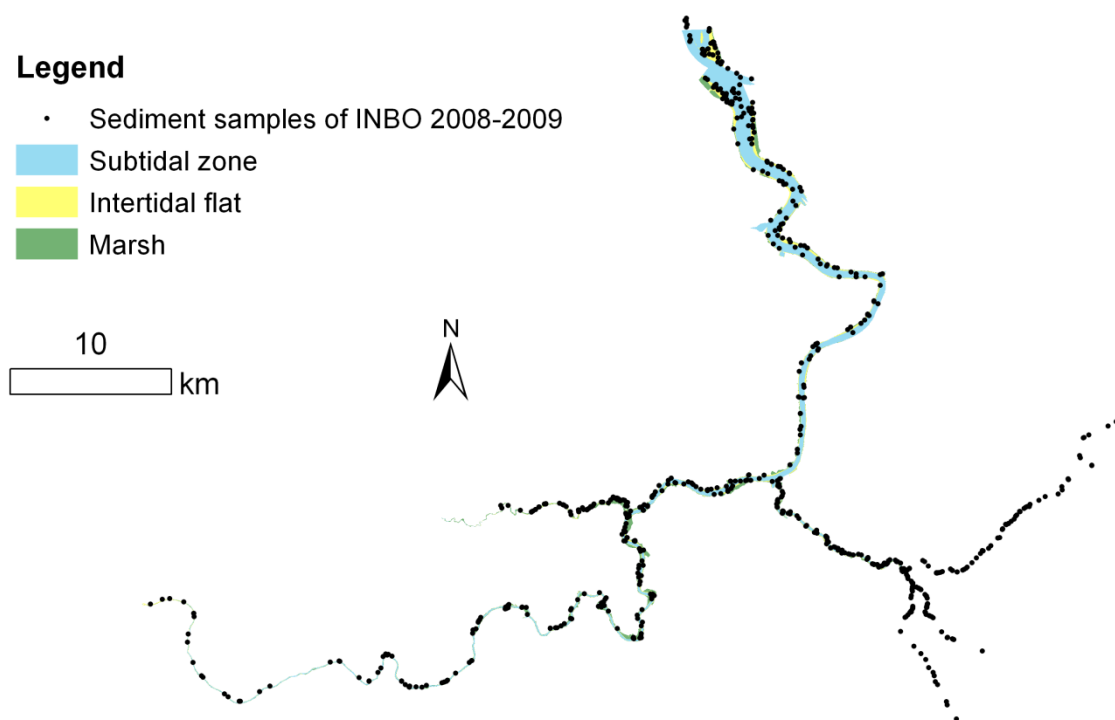 Legend
Sediment samples of INBO 2008-2009
Subtidal zone
Intertidal flat
Marsh
10
km
N